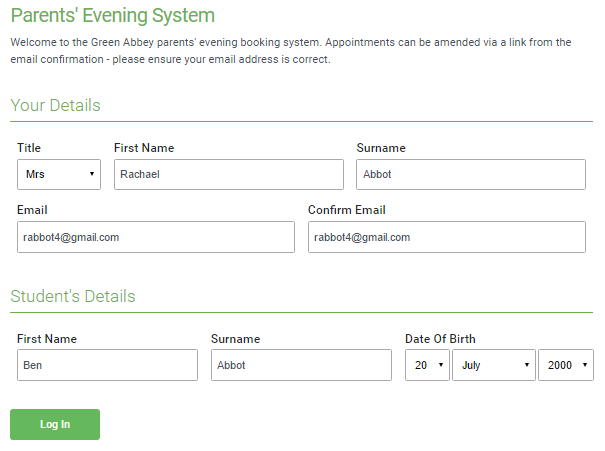 Parents' Evening System
Welcome to the Green Abbey parents' evening booking system. Appointments can be amended via a link from the
email confirmation - please ensure your email address is correct.
Your Details
Title First Name Surname
Mrs Rachael Abbot
Email Confirm Email
rabbot4@gmail.com rabbot4@gmail.com
Student's Details
First Name Surname Date Of Birth
Ben Abbot 20 July 2000
Log In